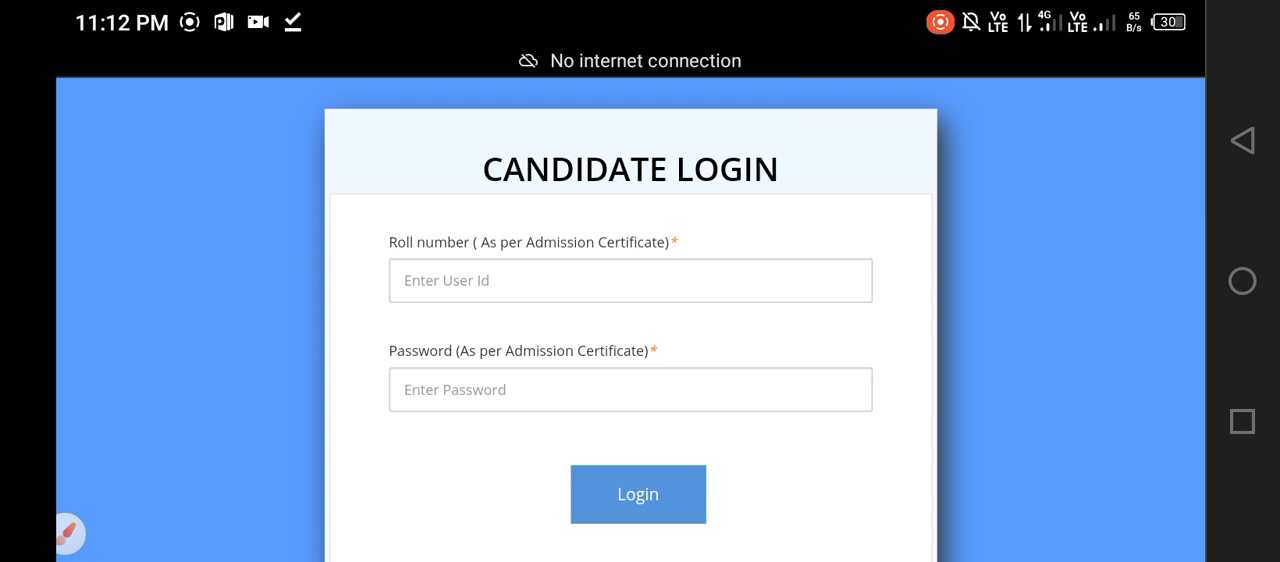 11:12 PM Vo LTE 4G Vo LTE 65 B/s 30
No internet connection
CANDIDATE LOGIN
Roll number ( As per Admission Certificate)*
Enter User Id
Password (As per Admission Certificate)*
Enter Password
Login